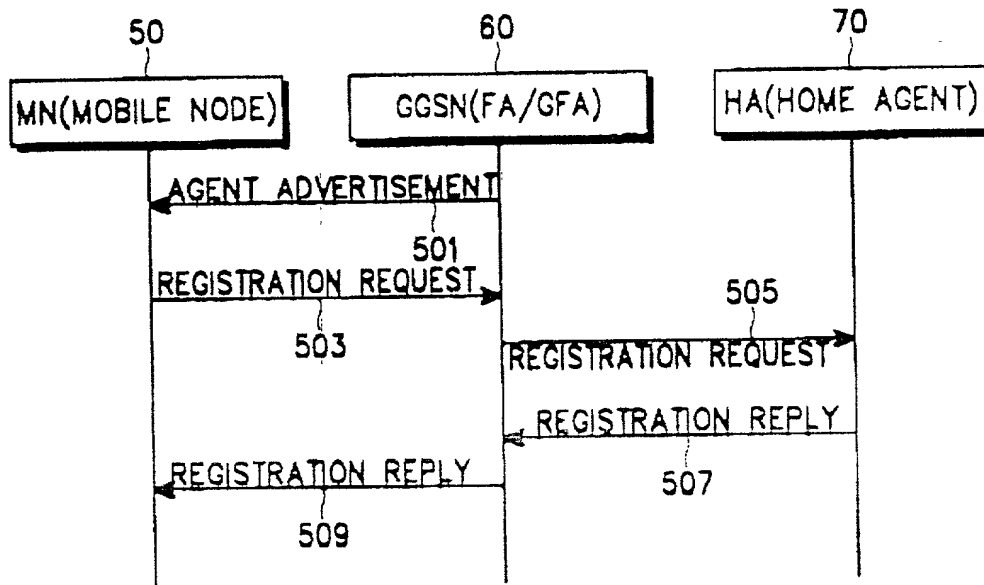 50
60
70
MN(MOBILE NODE)
GGSN(FA/GFA)
HA(HOME AGENT)
AGENT ADVERTISEMENT
501
REGISTRATION REQUEST
503
505
REGISTRATION REQUEST
REGISTRATION REPLY
507
REGISTRATION REPLY
509